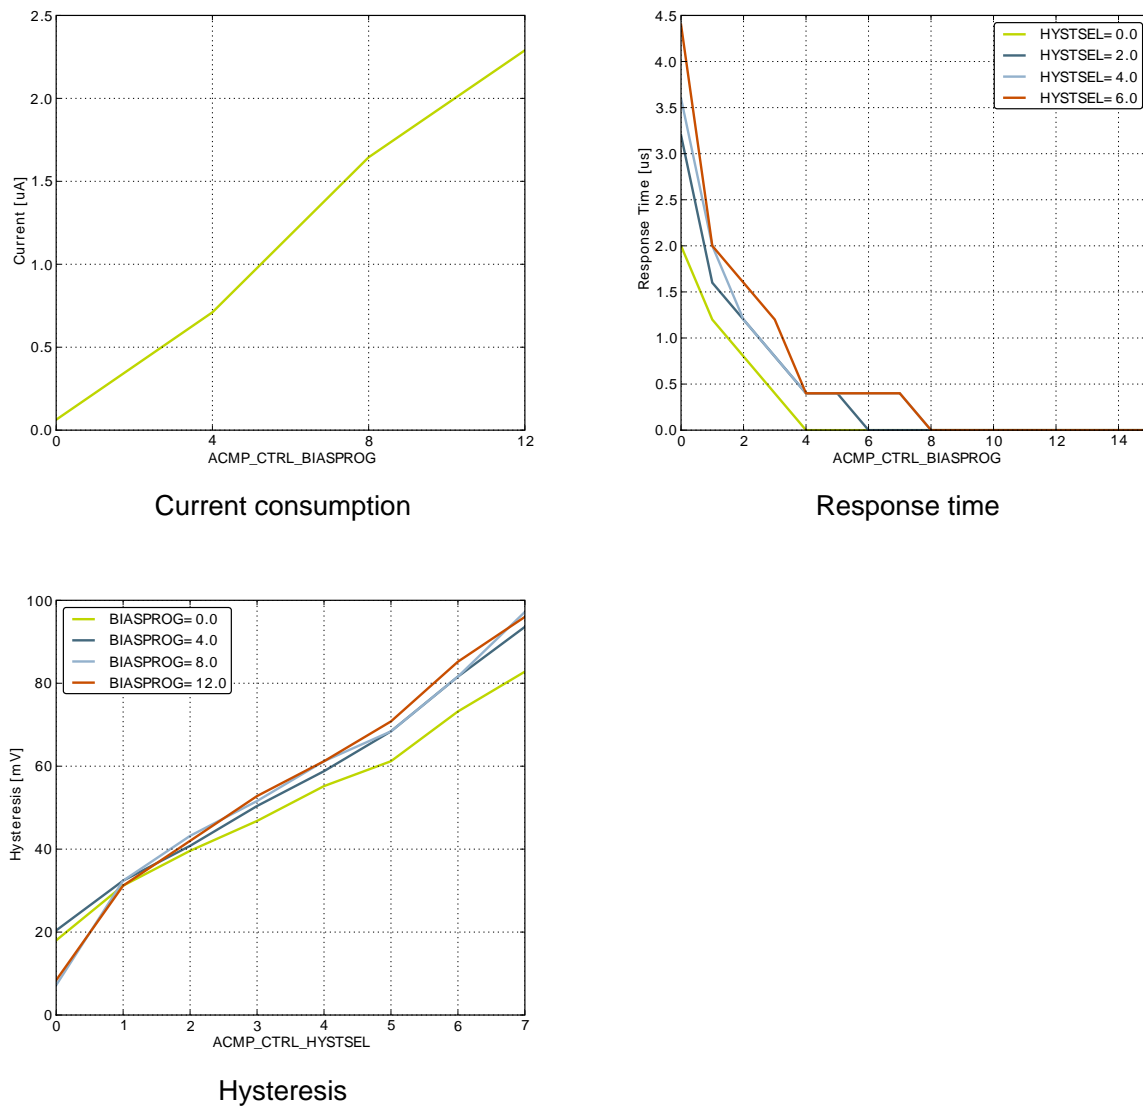 2.5
2.0
1.5
1.0
0.5
0.0
Current [uA]
0 4 8 12
ACMP_CTRL_BIASPROG
Current consumption
4.5
4.0
3.5
3.0
2.5
2.0
1.5
1.0
0.5
0.0
Response Time [us]
HYSTSEL= 0.0
HYSTSEL= 2.0
HYSTSEL= 4.0
HYSTSEL= 6.0
0 2 4 6 8 10 12 14
ACMP_CTRL_BIASPROG
Response time
100
80
60
40
20
0
Hysteresis [mV]
BIASPROG= 0.0
BIASPROG= 4.0
BIASPROG= 8.0
BIASPROG= 12.0
0 1 2 3 4 5 6 7
ACMP_CTRL_HYSTSEL
Hysteresis